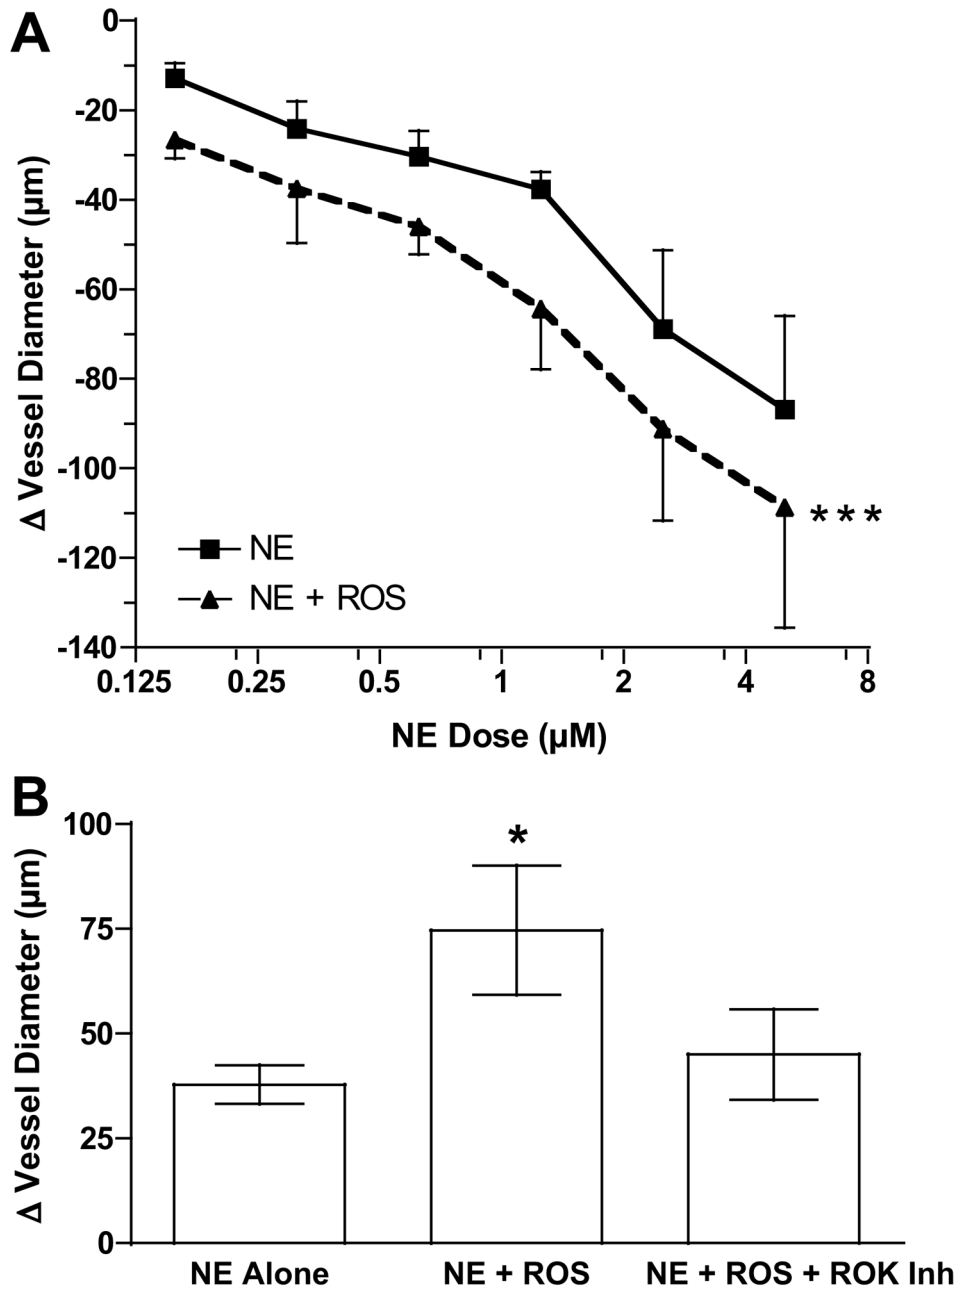 A
0
-20
-40
-60
-80
-100
-120
-140
Δ Vessel Diameter (µm)
***
NE
NE + ROS
0.125 0.25 0.5 1 2 4 8
NE Dose (µM)
B
100
75
50
25
0
Δ Vessel Diameter (µm)
*
NE Alone NE + ROS NE + ROS + ROK Inh